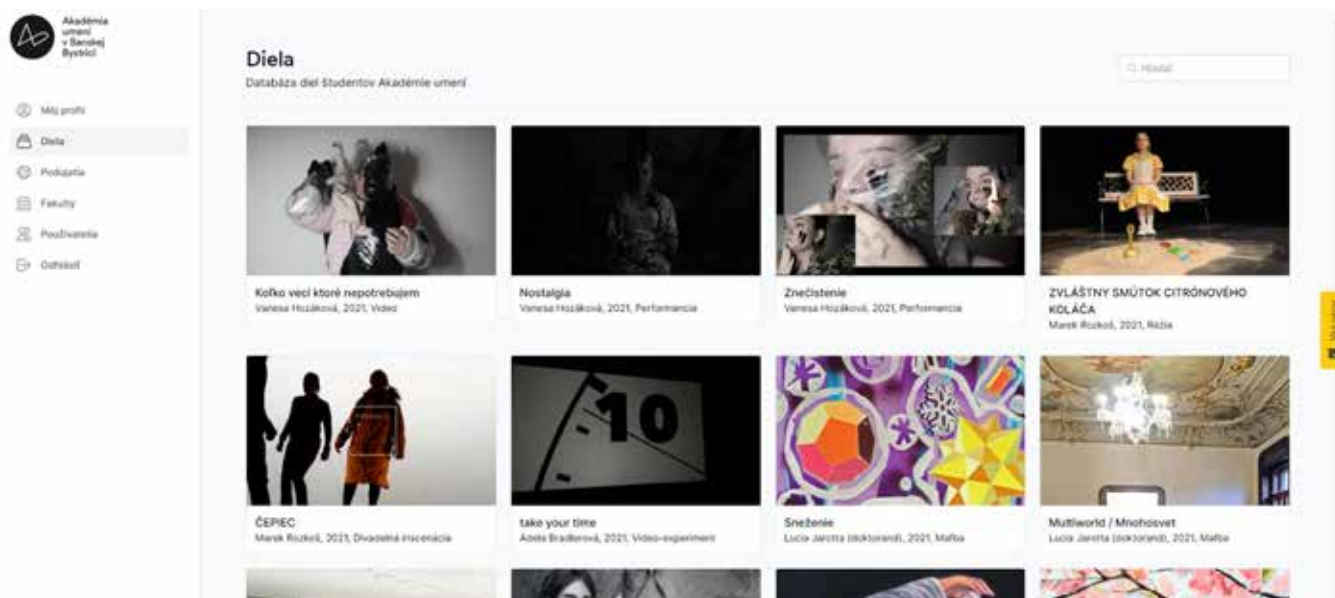 Akadémia
umení
v Banskej
Bystrici
Môj profil
Diela
Podujatia
Fakulty
Používatelia
Odhlásiť
Diela
Databáza diel študentov Akadémie umení
Hľadať
Koľko vecí ktoré nepotrebujem
Vanesa Hozáková, 2021, Video
Nostalgia
Vanesa Hozáková, 2021, Performancia
Znečistenie
Vanesa Hozáková, 2021, Performancia
ZVLÁŠTNY SMÚTOK CITRÓNOVÉHO
KOLÁČA
Marek Rozkoš, 2021, Réžia
10
ČEPIEC
Marek Rozkoš, 2021, Divadelná inscenácia
take your time
Adela Bradlerová, 2021, Video-experiment
Sneženie
Lucia Jarotta (doktorand), 2021, Maľba
Multiworld / Mnohosvet
Lucia Jarotta (doktorand), 2021, Maľba